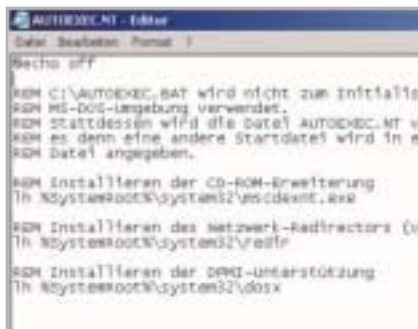 AUTOEXEC.NT - Editor
Datei Bearbeiten Format ?
@echo off
REM C:\AUTOEXEC.BAT wird nicht zum Initialis
REM MS-DOS-Umgebung verwendet.
REM Stattdessen wird die Datei AUTOEXEC.NT v
REM es denn eine andere Startdatei wird in e
REM Datei angegeben.
REM Installieren der CD-ROM-Erweiterung
lh %SystemRoot%\system32\mscdexnt.exe
REM Installieren des Netzwerk-Redirectors (v
lh %SystemRoot%\system32\redir
REM Installieren der DPMI-Unterstützung
lh %SystemRoot%\system32\dosx